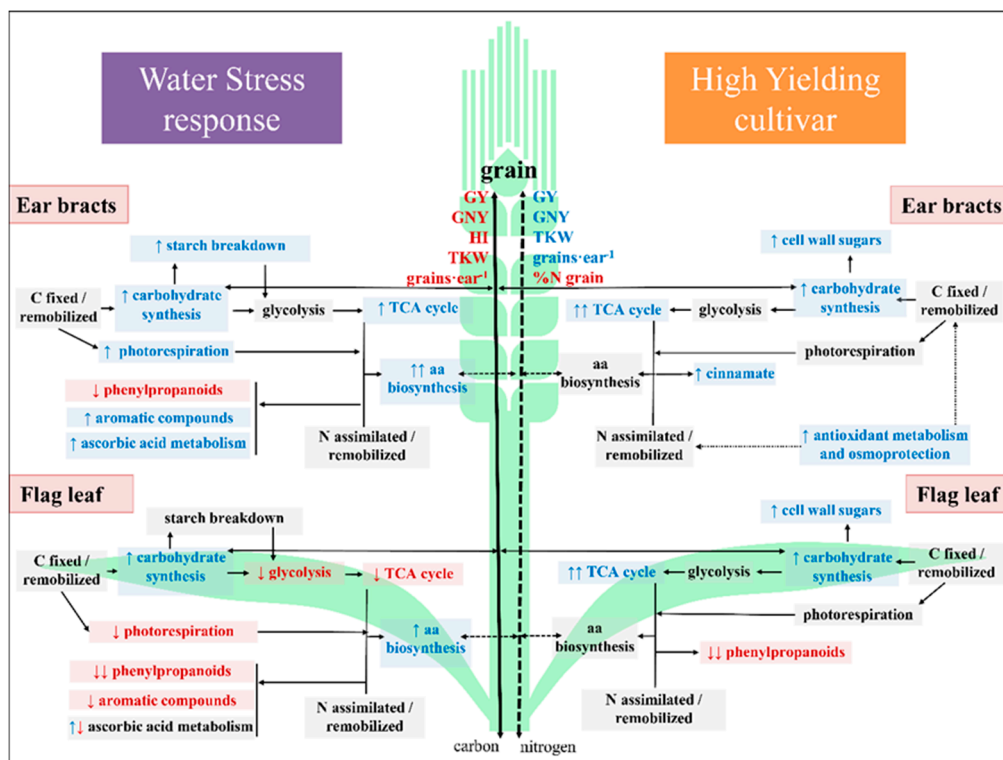 Water Stress
response
High Yielding
cultivar
grain
GY
GNY
HI
TKW
grains·ear⁻¹
GY
GNY
TKW
grains·ear⁻¹
%N grain
Ear bracts
↑ starch breakdown
C fixed /
remobilized
↑ carbohydrate
synthesis
glycolysis
↑ TCA cycle
↑ photorespiration
↑↑ aa
biosynthesis
↓ phenylpropanoids
↑ aromatic compounds
↑ ascorbic acid metabolism
N assimilated /
remobilized
Ear bracts
↑ cell wall sugars
C fixed /
remobilized
↑ carbohydrate
synthesis
glycolysis
↑↑ TCA cycle
photorespiration
aa
biosynthesis
↑ cinnamate
N assimilated /
remobilized
↑ antioxidant metabolism
and osmoprotection
Flag leaf
starch breakdown
C fixed /
remobilized
↑ carbohydrate
synthesis
↓ glycolysis
↓ TCA cycle
↓ photorespiration
↑ aa
biosynthesis
↓↓ phenylpropanoids
↓ aromatic compounds
↑↓ ascorbic acid metabolism
N assimilated /
remobilized
Flag leaf
↑ cell wall sugars
C fixed /
remobilized
↑ carbohydrate
synthesis
glycolysis
↑↑ TCA cycle
photorespiration
aa
biosynthesis
↓↓ phenylpropanoids
N assimilated /
remobilized
carbon
nitrogen